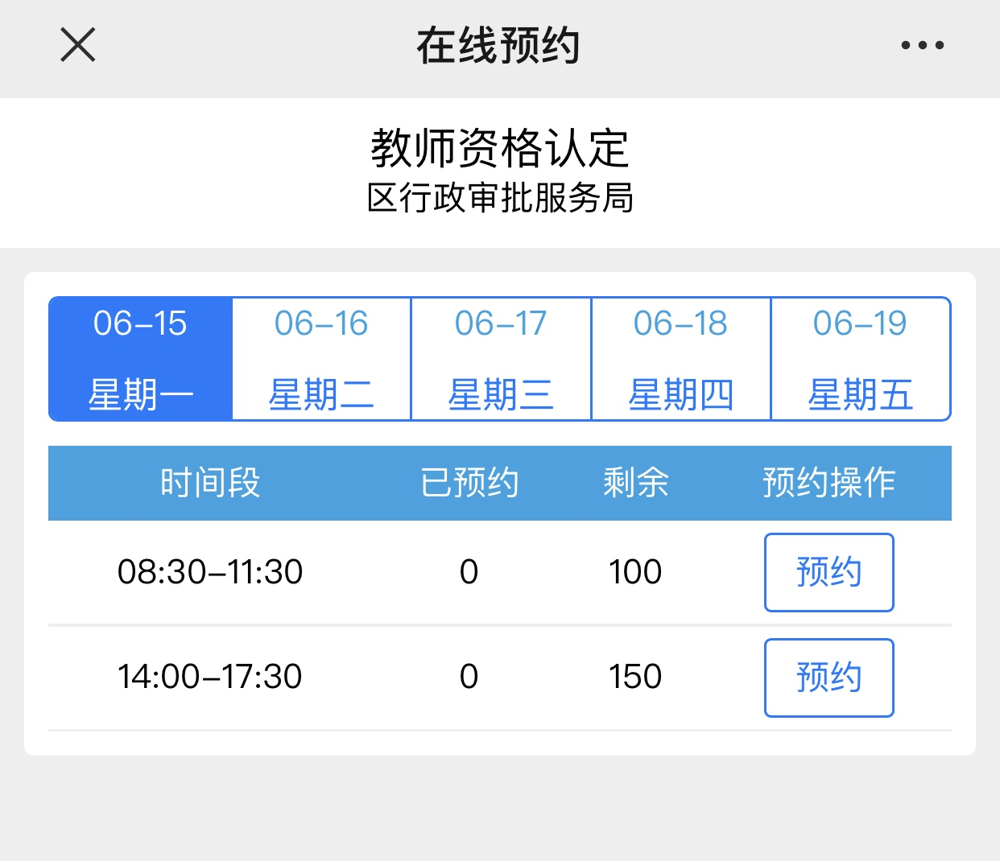 在线预约
教师资格认定
区行政审批服务局
06-15 06-16 06-17 06-18 06-19
星期一 星期二 星期三 星期四 星期五
时间段 已预约 剩余 预约操作
08:30-11:30 0 100 预约
14:00-17:30 0 150 预约